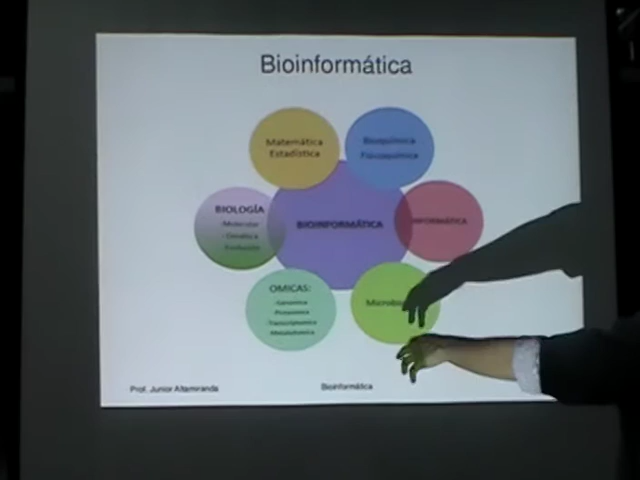 Bioinformática
Matemática
Estadística
Bioquímica
Fisicoquímica
BIOLOGÍA
-Molecular
-Genética
-Evolución
BIOINFORMÁTICA
INFORMÁTICA
OMICAS:
-Genómica
-Proteómica
-Transcriptómica
-Metabolómica
Prof. Junior Altamiranda
Bioinformática